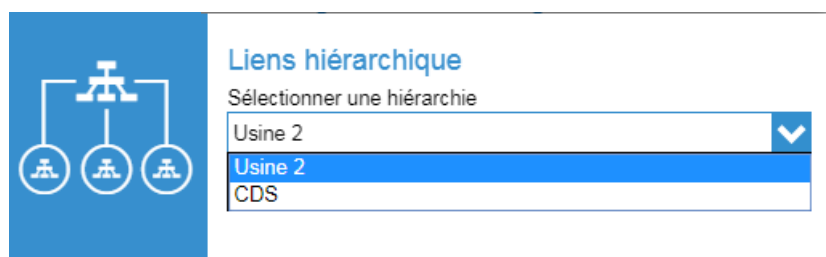 Liens hiérarchique
Sélectionner une hiérarchie
Usine 2
Usine 2
CDS